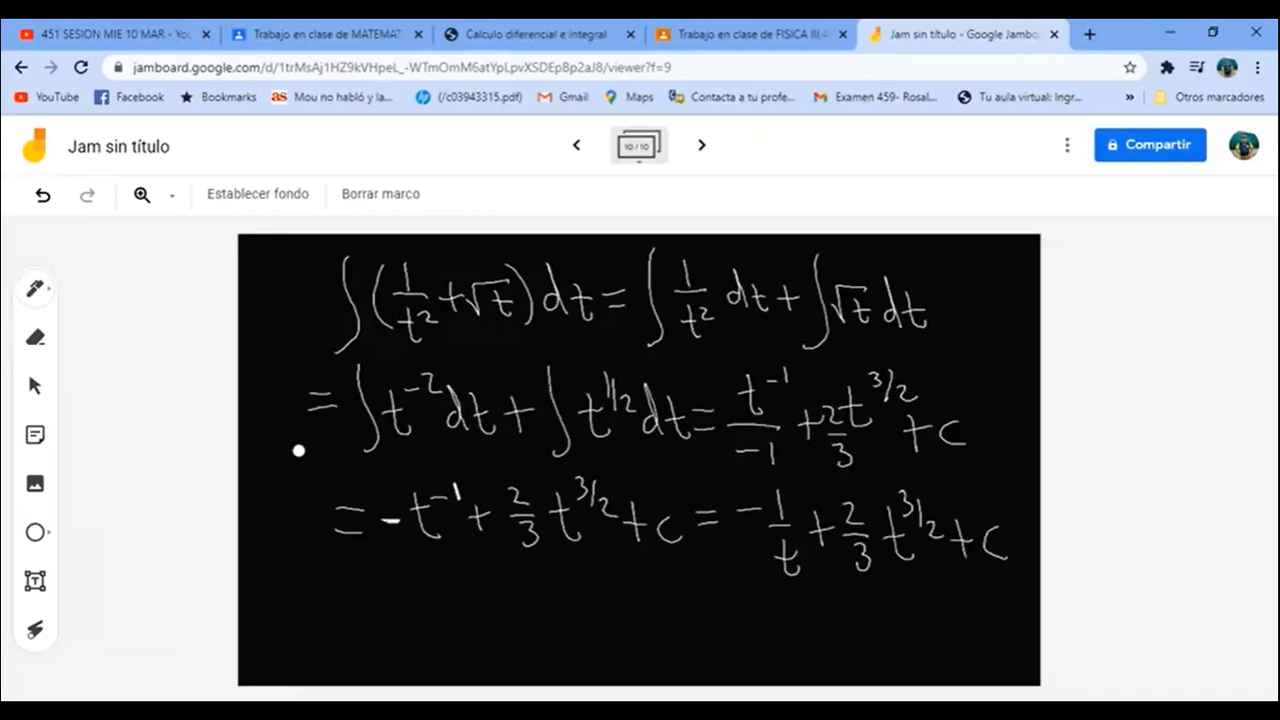 451 SESION MIE 10 MAR - You
Trabajo en clase de MATEMAT
Calculo diferencial e integral
Trabajo en clase de FISICA III,-
Jam sin título - Google Jambo
jamboard.google.com/d/1trMsAj1HZ9kVHpeL_-WTmOmM6atYpLpvXSDEpBp2aJ8/viewer?f=9
YouTube
Facebook
Bookmarks
as Mou no habló y la...
(/c03943315.pdf)
Gmail
Maps
Contacta a tu profe...
Examen 459- Rosal...
Tu aula virtual: Ingr...
»
Otros marcadores
Jam sin título
10 / 10
Compartir
Establecer fondo
Borrar marco
∫(1/t² + √t) dt = ∫ 1/t² dt + ∫ √t dt
= ∫ t⁻² dt + ∫ t^1/2 dt = t⁻¹/-1 + 2/3 t^3/2 + c
= - t⁻¹ + 2/3 t^3/2 + c = - 1/t + 2/3 t^3/2 + c